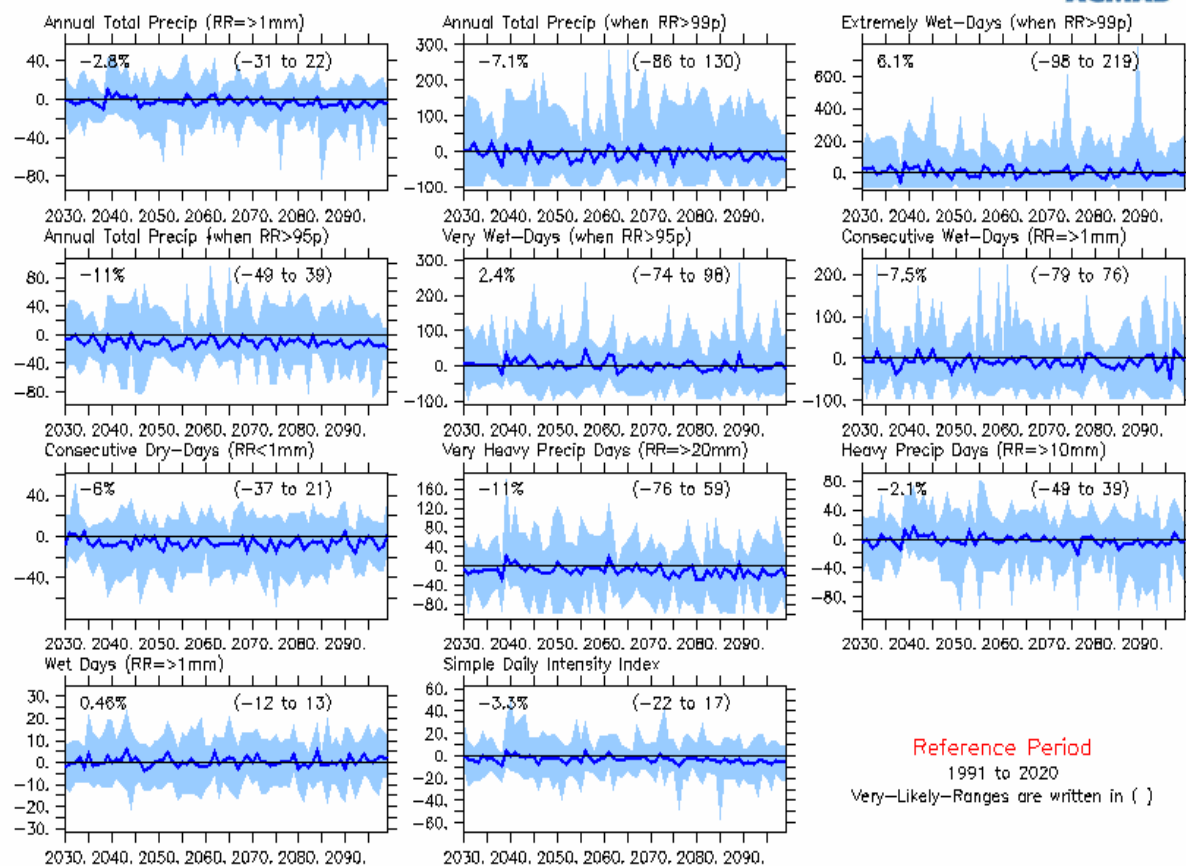 Annual Total Precip (RR=>1mm)
Annual Total Precip (when RR>99p)
Extremely Wet-Days (when RR>99p)
40.
0.
-40.
-80.
-2.8%
(-31 to 22)
2030. 2040. 2050. 2060. 2070. 2080. 2090.
300.
200.
100.
0.
-100.
-7.1%
(-86 to 130)
2030. 2040. 2050. 2060. 2070. 2080. 2090.
600.
400.
200.
0.
6.1%
(-98 to 219)
2030. 2040. 2050. 2060. 2070. 2080. 2090.
Annual Total Precip (when RR>95p)
Very Wet-Days (when RR>95p)
Consecutive Wet-Days (RR=>1mm)
80.
40.
0.
-40.
-80.
-11%
(-49 to 39)
2030. 2040. 2050. 2060. 2070. 2080. 2090.
300.
200.
100.
0.
-100.
2.4%
(-74 to 98)
2030. 2040. 2050. 2060. 2070. 2080. 2090.
200.
100.
0.
-100.
-7.5%
(-79 to 76)
2030. 2040. 2050. 2060. 2070. 2080. 2090.
Consecutive Dry-Days (RR<1mm)
Very Heavy Precip Days (RR=>20mm)
Heavy Precip Days (RR=>10mm)
40.
0.
-40.
-6%
(-37 to 21)
2030. 2040. 2050. 2060. 2070. 2080. 2090.
160.
120.
80.
40.
0.
-40.
-80.
-11%
(-76 to 59)
2030. 2040. 2050. 2060. 2070. 2080. 2090.
80.
40.
0.
-40.
-80.
-2.1%
(-49 to 39)
2030. 2040. 2050. 2060. 2070. 2080. 2090.
Wet Days (RR=>1mm)
Simple Daily Intensity Index
30.
20.
10.
0.
-10.
-20.
-30.
0.46%
(-12 to 13)
2030. 2040. 2050. 2060. 2070. 2080. 2090.
60.
40.
20.
0.
-20.
-40.
-60.
-3.3%
(-22 to 17)
2030. 2040. 2050. 2060. 2070. 2080. 2090.
Reference Period
1991 to 2020
Very-Likely-Ranges are written in ( )